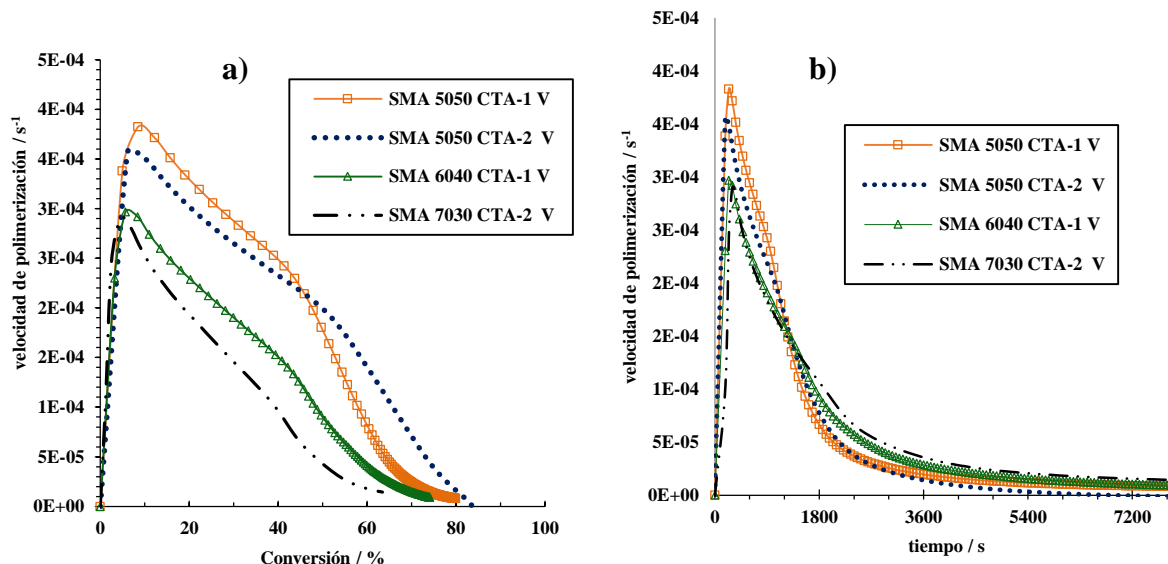 a)
5E-04
4E-04
4E-04
3E-04
3E-04
2E-04
2E-04
1E-04
5E-05
0E+00
velocidad de polimerización / s-1
0 20 40 60 80 100
Conversión / %
SMA 5050 CTA-1 V
SMA 5050 CTA-2 V
SMA 6040 CTA-1 V
SMA 7030 CTA-2 V
b)
5E-04
4E-04
4E-04
3E-04
3E-04
2E-04
2E-04
1E-04
5E-05
0E+00
velocidad de polimerización / s-1
0 1800 3600 5400 7200
tiempo / s
SMA 5050 CTA-1 V
SMA 5050 CTA-2 V
SMA 6040 CTA-1 V
SMA 7030 CTA-2 V